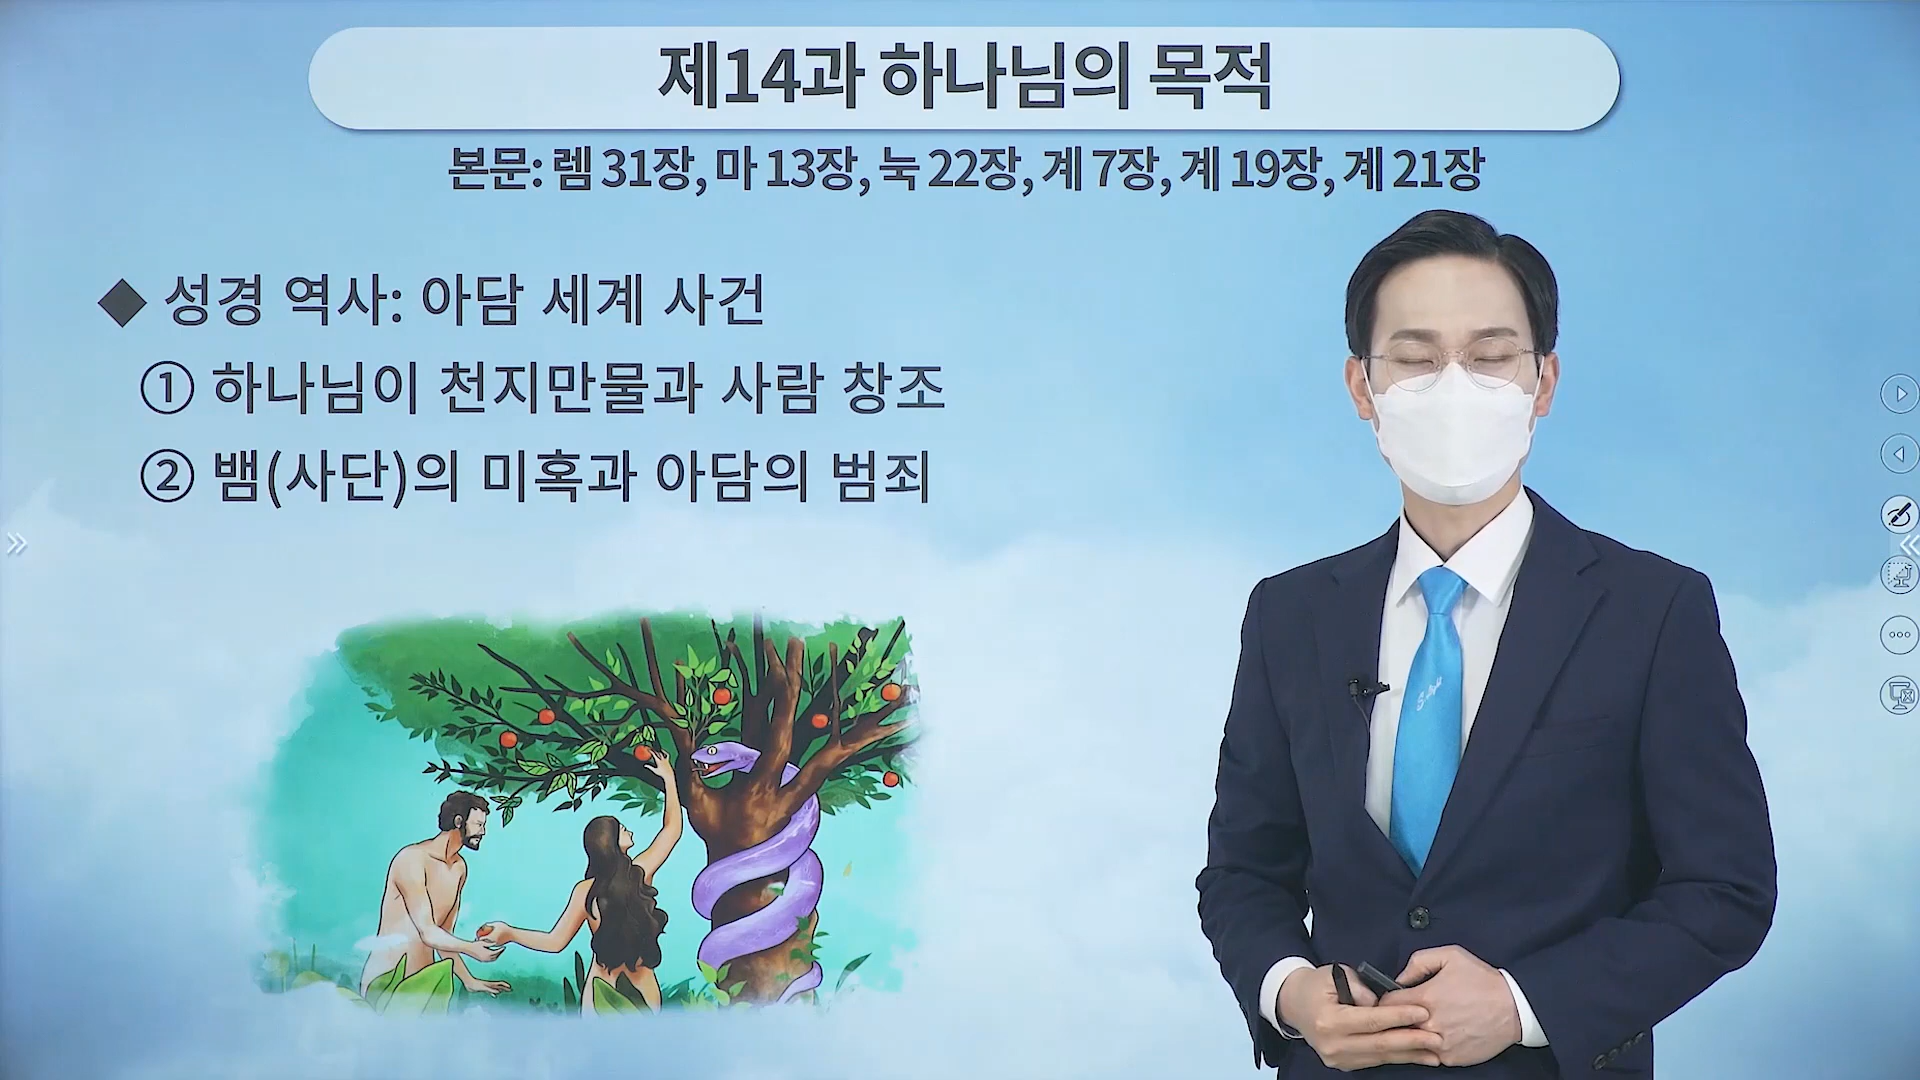 제14과 하나님의 목적
본문: 렘 31장, 마 13장, 눅 22장, 계 7장, 계 19장, 계 21장
◆ 성경 역사: 아담 세계 사건
① 하나님이 천지만물과 사람 창조
② 뱀(사단)의 미혹과 아담의 범죄